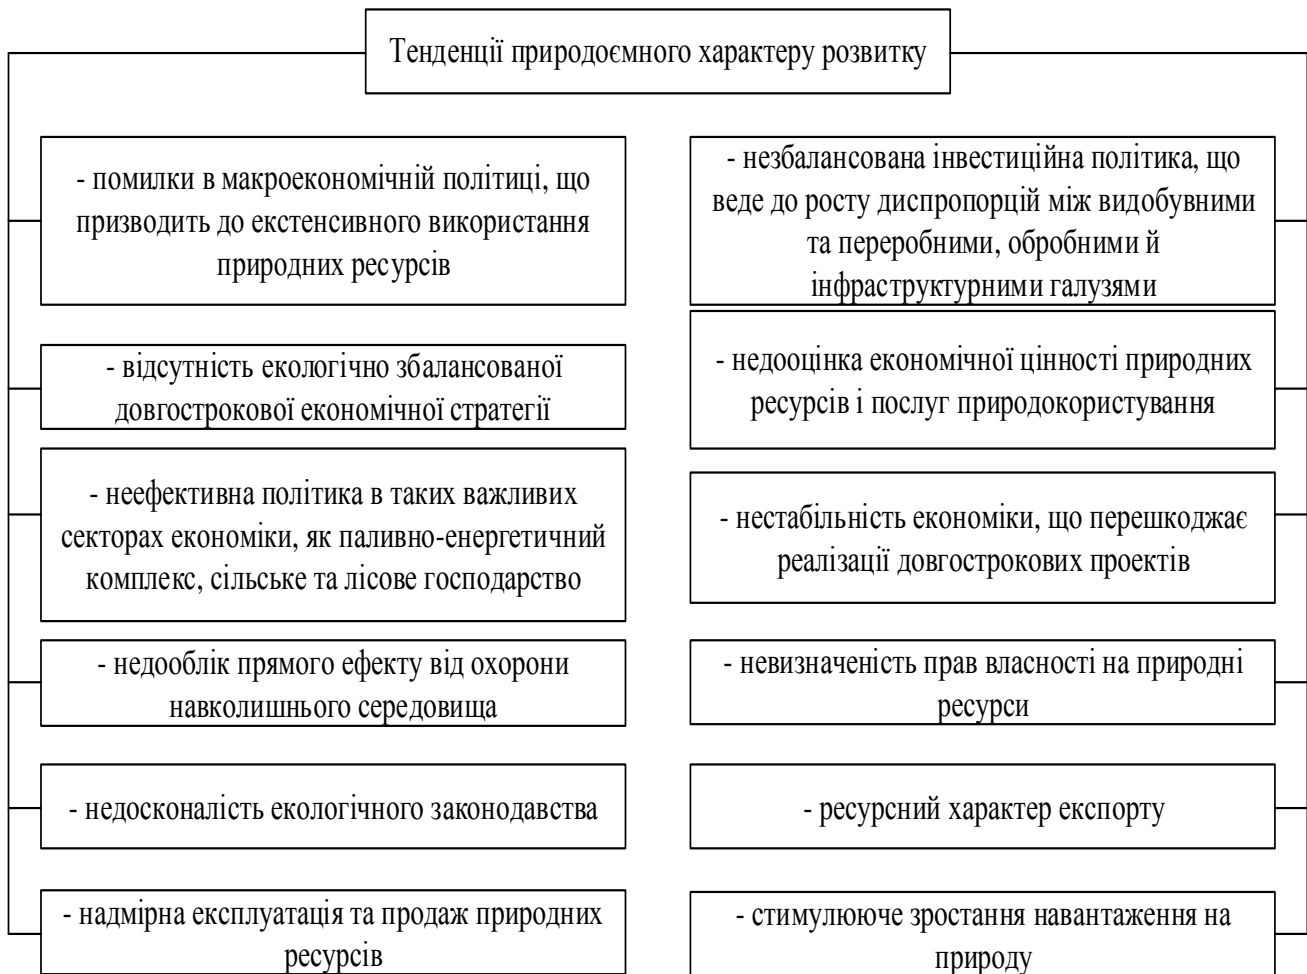 Тенденції природоємного характеру розвитку
- помилки в макроекономічній політиці, що
призводить до екстенсивного використання
природних ресурсів
- відсутність екологічно збалансованої
довгострокової економічної стратегії
- неефективна політика в таких важливих
секторах економіки, як паливно-енергетичний
комплекс, сільське та лісове господарство
- недооблік прямого ефекту від охорони
навколишнього середовища
- недосконалість екологічного законодавства
- надмірна експлуатація та продаж природних
ресурсів
- незбалансована інвестиційна політика, що
веде до росту диспропорцій між видобувними
та переробними, обробними й
інфраструктурними галузями
- недооцінка економічної цінності природних
ресурсів і послуг природокористування
- нестабільність економіки, що перешкоджає
реалізації довгострокових проектів
- невизначеність прав власності на природні
ресурси
- ресурсний характер експорту
- стимулююче зростання навантаження на
природу